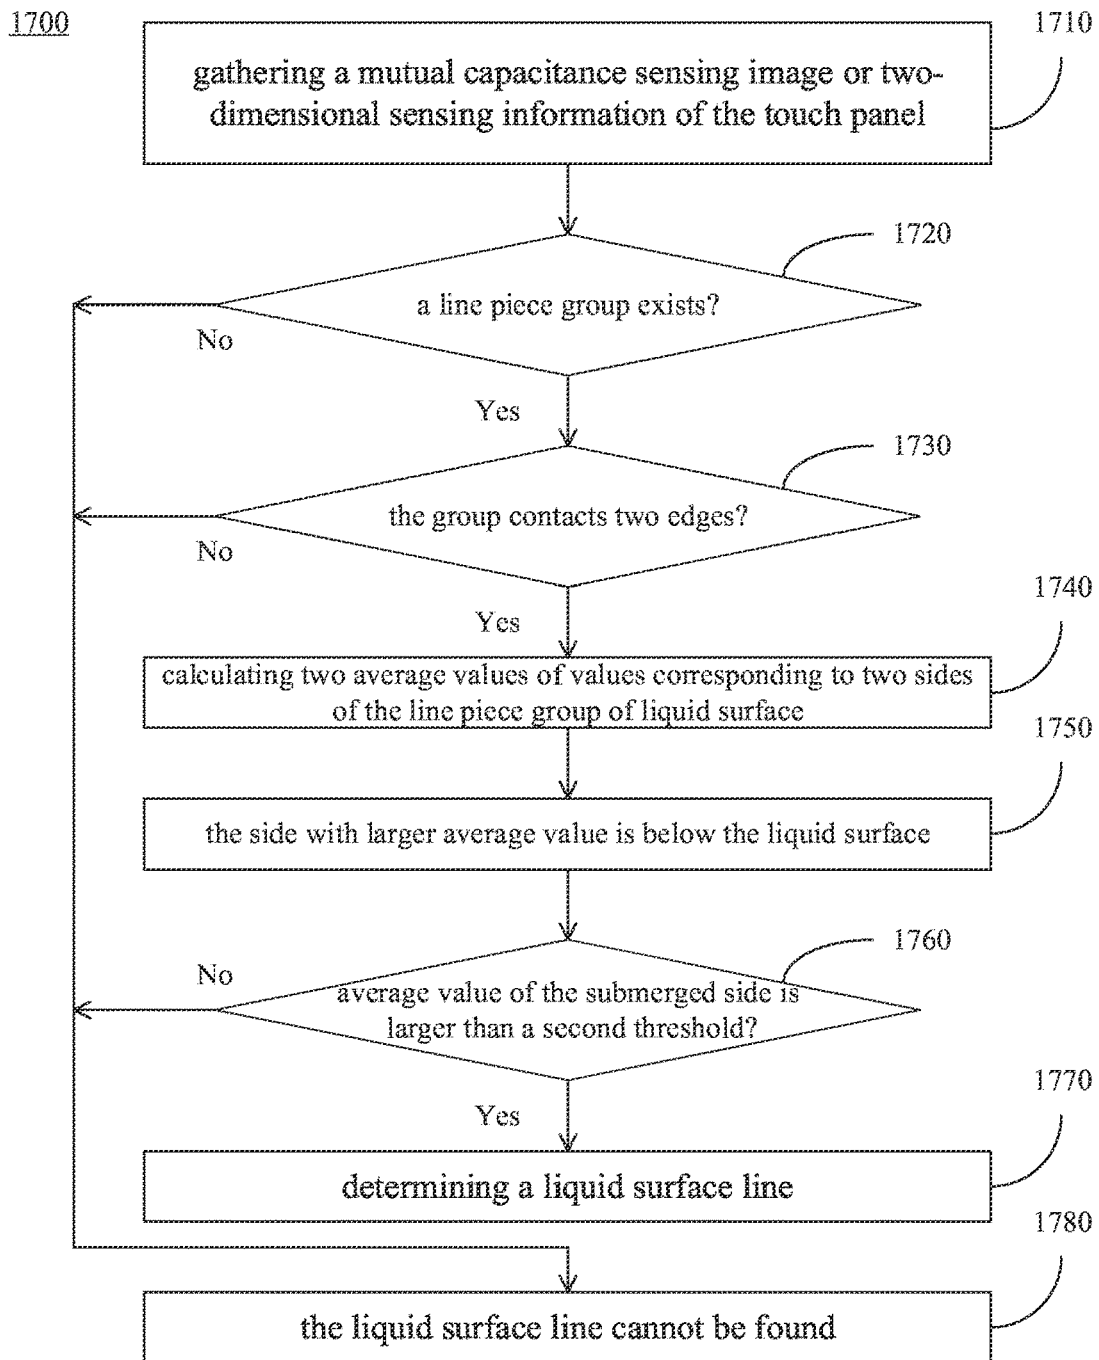 1700
1710
gathering a mutual capacitance sensing image or two-
dimensional sensing information of the touch panel
1720
a line piece group exists?
No
Yes
1730
the group contacts two edges?
No
Yes
1740
calculating two average values of values corresponding to two sides
of the line piece group of liquid surface
1750
the side with larger average value is below the liquid surface
1760
No
average value of the submerged side is
larger than a second threshold?
Yes
1770
determining a liquid surface line
1780
the liquid surface line cannot be found